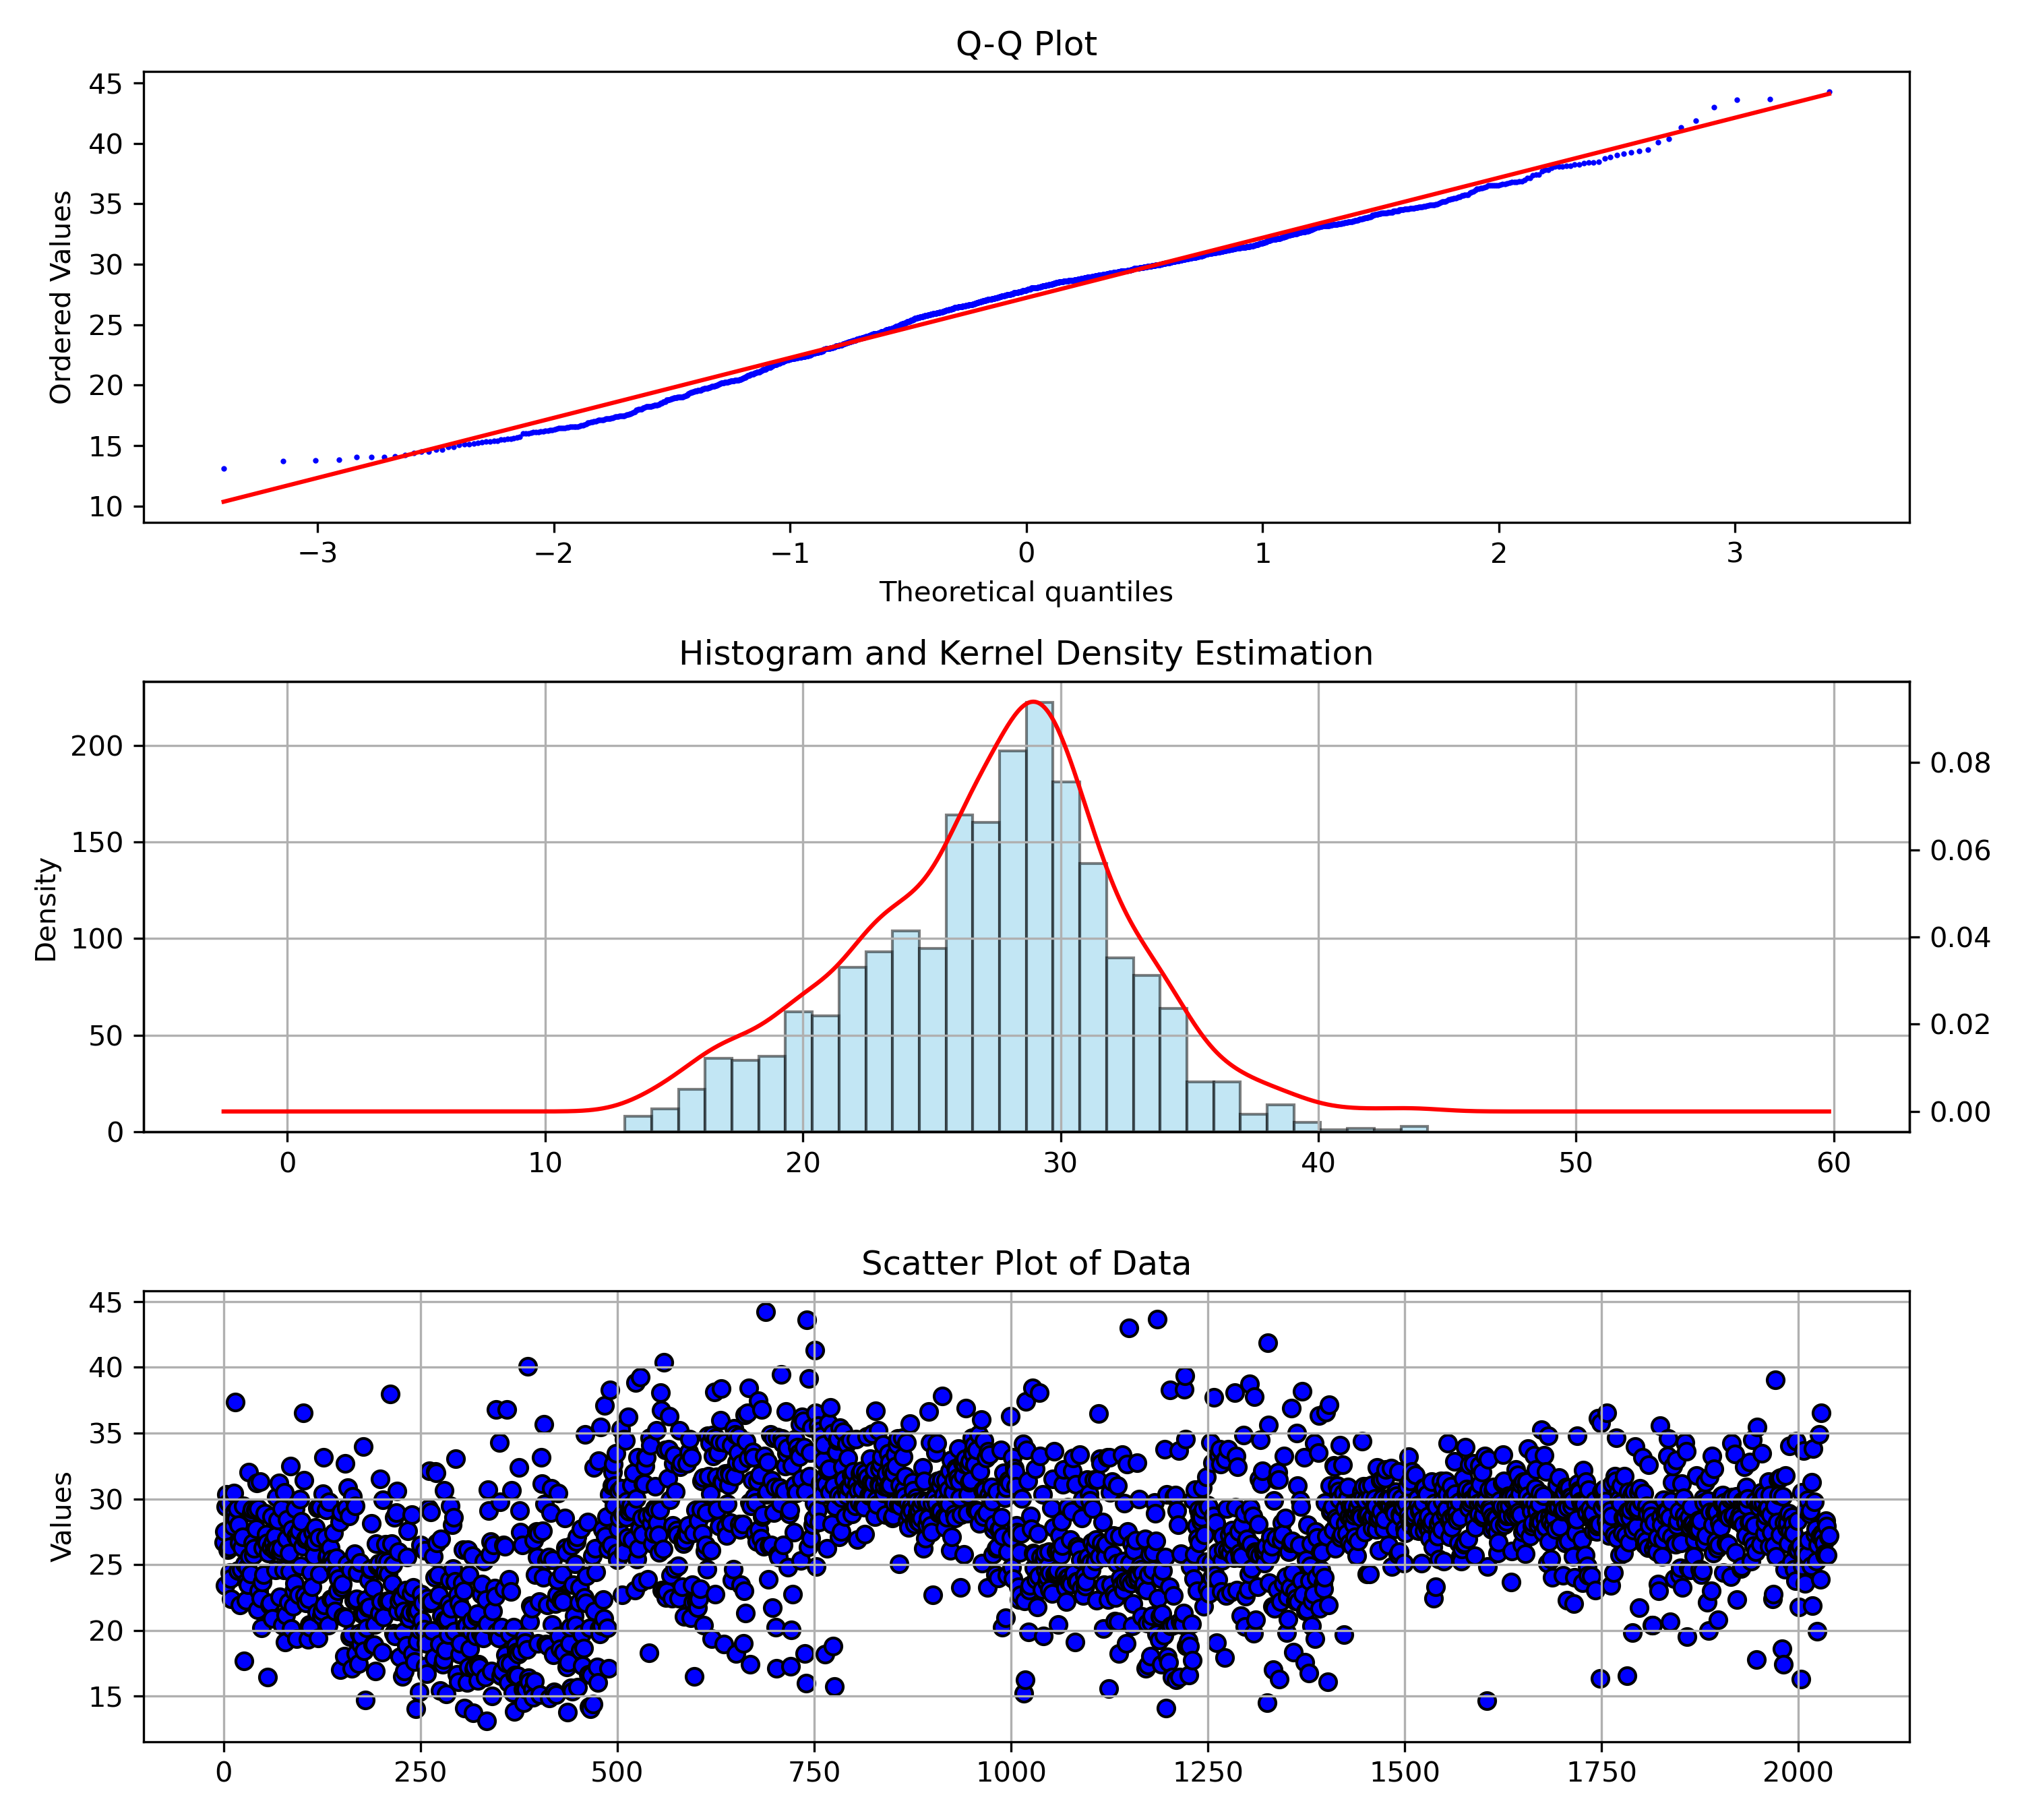 Q-Q Plot
45
40
35
30
25
20
15
10
Ordered Values
−3 −2 −1 0 1 2 3
Theoretical quantiles
Histogram and Kernel Density Estimation
200
150
100
50
0
Density
0.08
0.06
0.04
0.02
0.00
0 10 20 30 40 50 60
Scatter Plot of Data
45
40
35
30
25
20
15
Values
0 250 500 750 1000 1250 1500 1750 2000